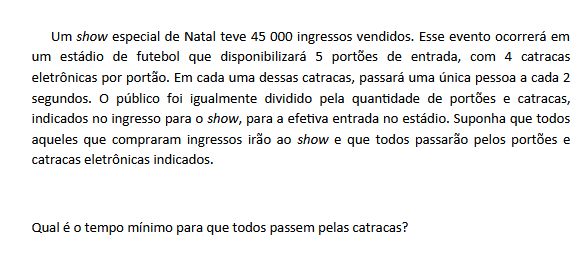 Um show especial de Natal teve 45 000 ingressos vendidos. Esse evento ocorrerá em
um estádio de futebol que disponibilizará 5 portões de entrada, com 4 catracas
eletrônicas por portão. Em cada uma dessas catracas, passará uma única pessoa a cada 2
segundos. O público foi igualmente dividido pela quantidade de portões e catracas,
indicados no ingresso para o show, para a efetiva entrada no estádio. Suponha que todos
aqueles que compraram ingressos irão ao show e que todos passarão pelos portões e
catracas eletrônicas indicados.
Qual é o tempo mínimo para que todos passem pelas catracas?